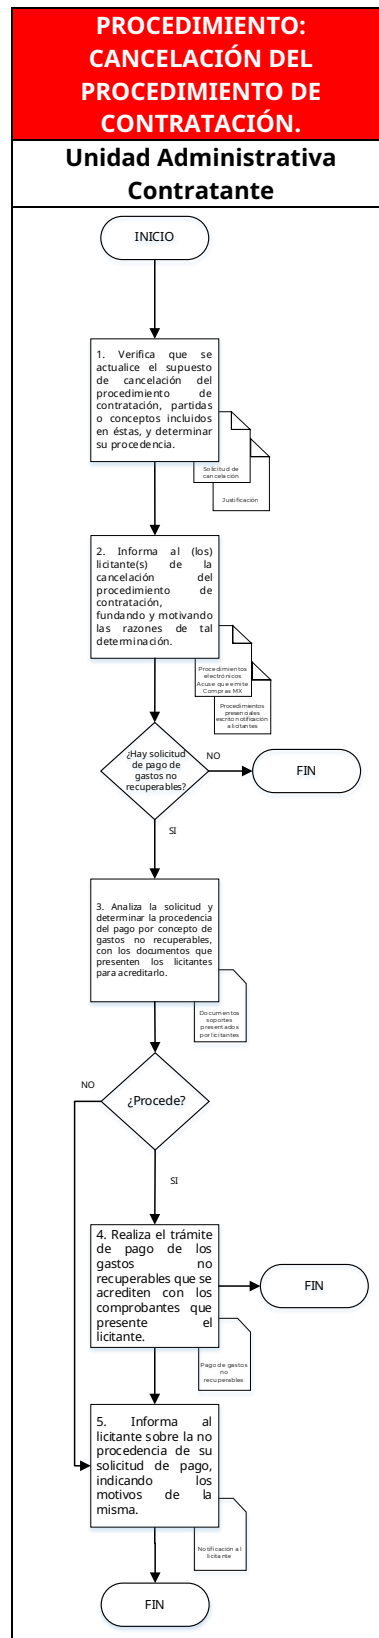 PROCEDIMIENTO:
CANCELACIÓN DEL
PROCEDIMIENTO DE
CONTRATACIÓN.
Unidad Administrativa
Contratante
INICIO
1. Verifica que se
actualice el supuesto
de cancelación del
procedimiento de
contratación, partidas
o conceptos incluidos
en éstas, y determinar
su procedencia.
Solicitud de
cancelación
Justificación
2. Informa al (los)
licitante(s) de la
cancelación del
procedimiento de
contratación,
fundando y motivando
las razones de tal
determinación.
Procedimientos
electrónicos
Acuse que emite
Compras MX
Procedimientos
presenciales
escrito notificación
a licitantes
¿Hay solicitud
de pago de
gastos no
recuperables?
NO
FIN
SI
3. Analiza la solicitud y
determinar la procedencia
del pago por concepto de
gastos no recuperables,
con los documentos que
presenten los licitantes
para acreditarlo.
Documentos
soportes
presentados
por licitantes
NO
¿Procede?
SI
4. Realiza el trámite
de pago de los
gastos no
recuperables que se
acrediten con los
comprobantes que
presente el
licitante.
FIN
Pago de gastos
no
recuperables
5. Informa al
licitante sobre la no
procedencia de su
solicitud de pago,
indicando los
motivos de la
misma.
Notificación al
licitante
FIN